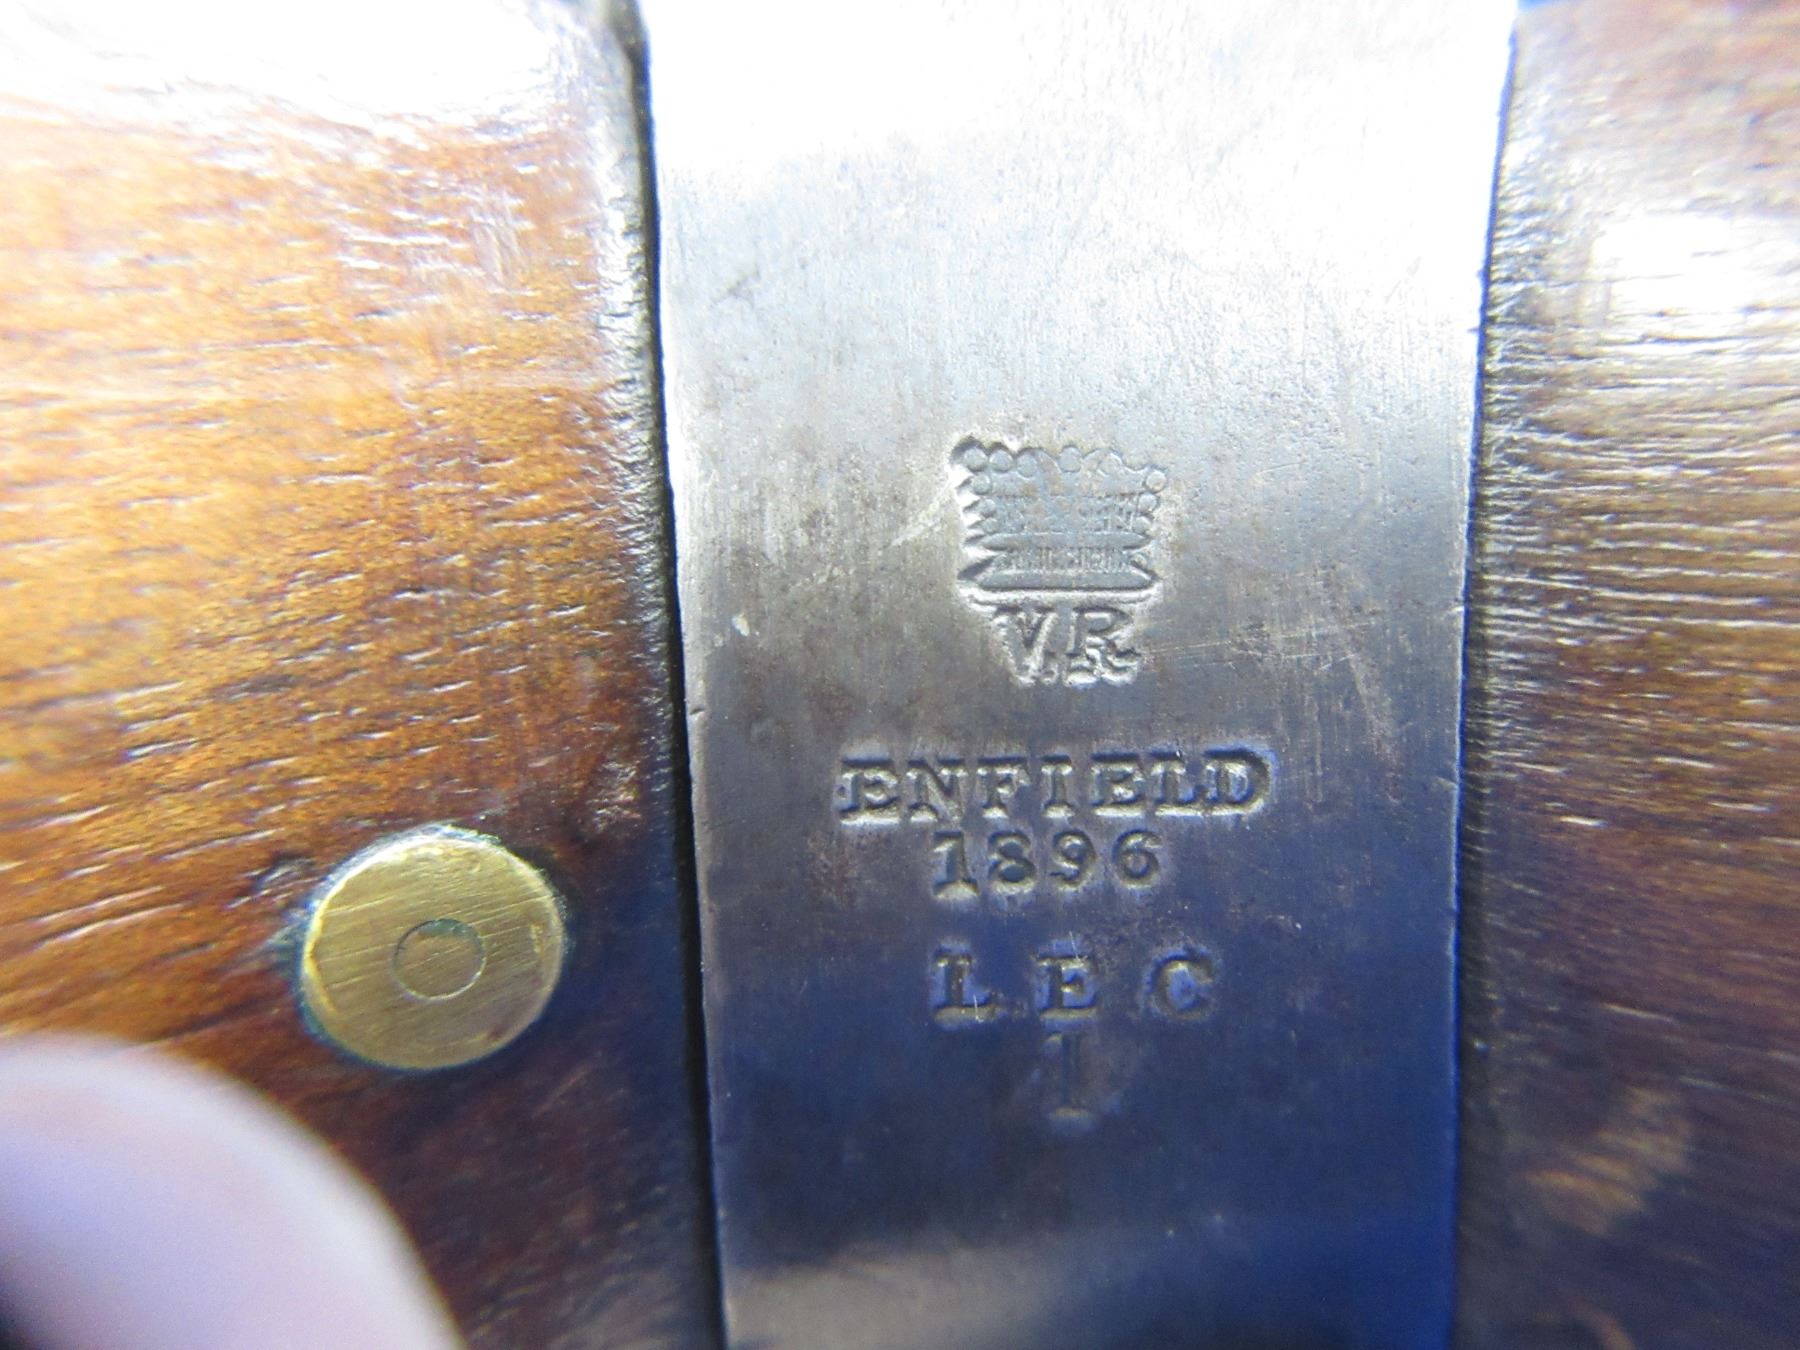 V.R.
ENFIELD
1896
L E C
I